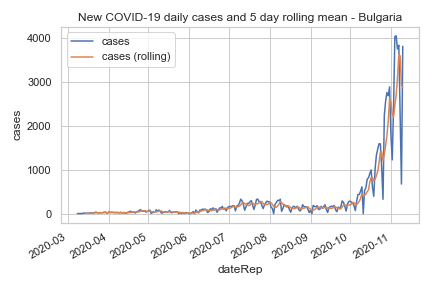 New COVID-19 daily cases and 5 day rolling mean - Bulgaria
cases
cases (rolling)
4000
3000
2000
1000
0
cases
2020-03
2020-04
2020-05
2020-06
2020-07
2020-08
2020-09
2020-10
2020-11
dateRep